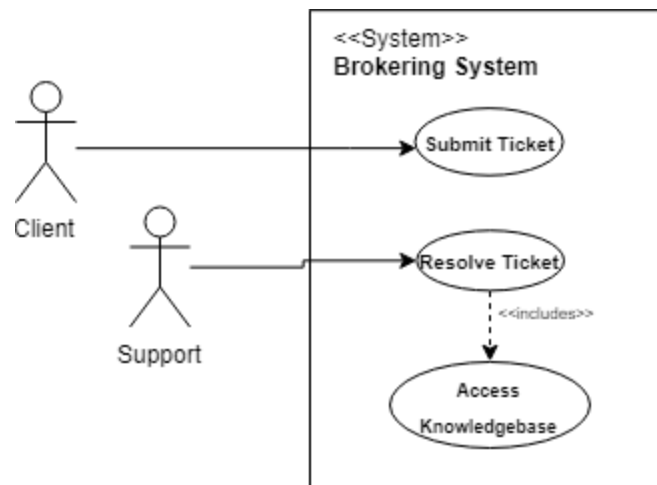 <<System>>
Brokering System
Submit Ticket
Client
Resolve Ticket
<<includes>>
Support
Access
Knowledgebase